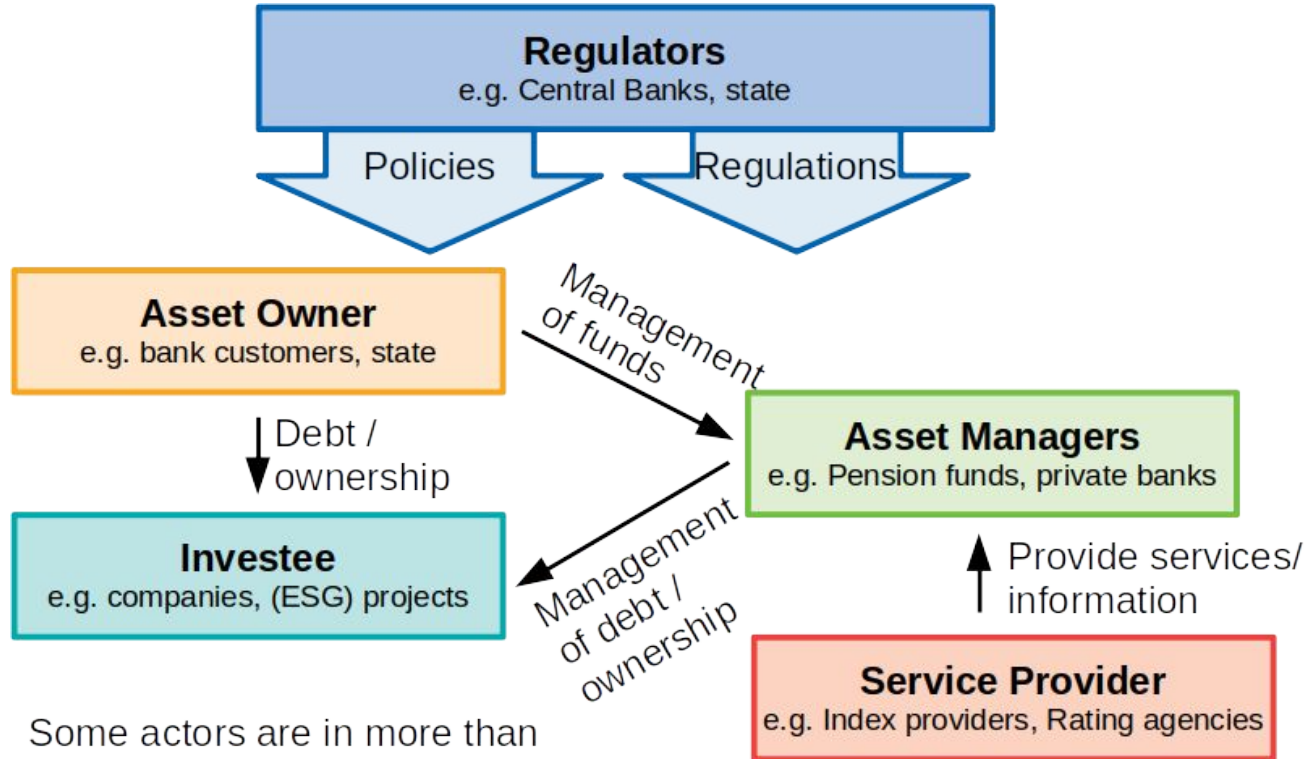 Regulators
e.g. Central Banks, state
Policies
Regulations
Asset Owner
e.g. bank customers, state
Management
of funds
Debt /
ownership
Asset Managers
e.g. Pension funds, private banks
Investee
e.g. companies, (ESG) projects
Management
of debt /
ownership
Provide services/
information
Service Provider
e.g. Index providers, Rating agencies
Some actors are in more than